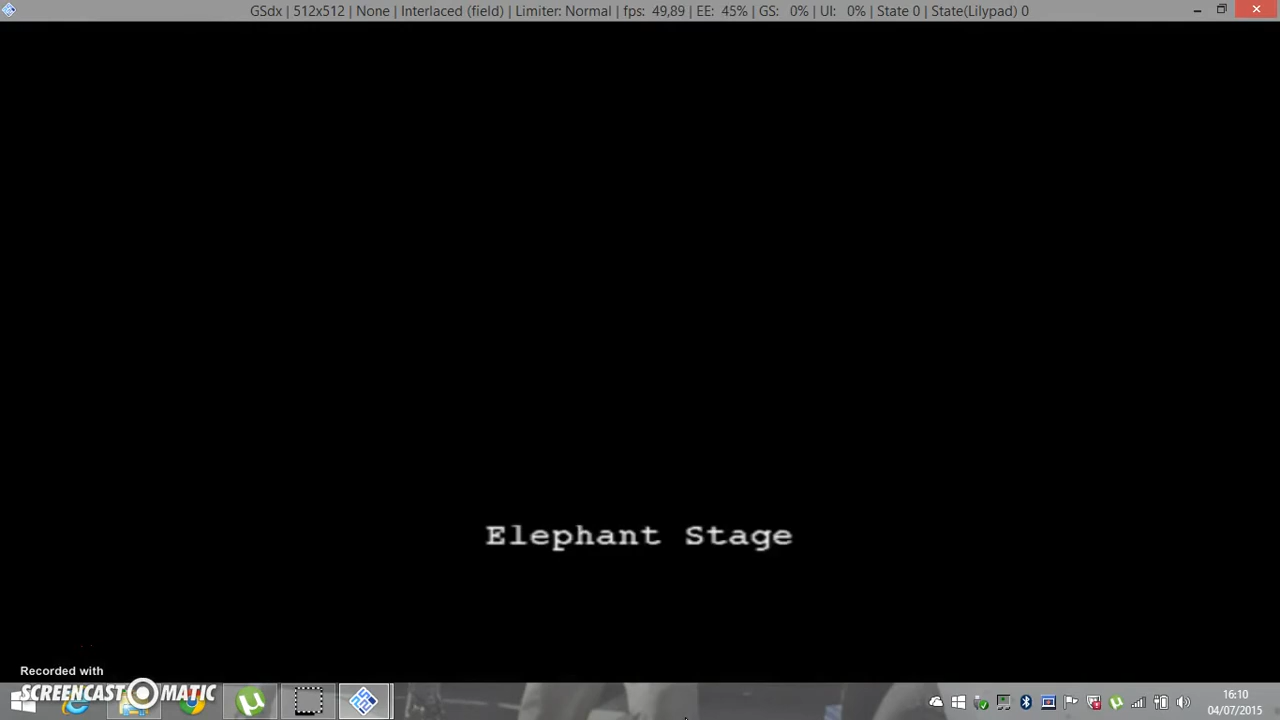 GSdx | 512x512 | None | Interlaced (field) | Limiter: Normal | fps: 49,89 | EE: 45% | GS: 0% | UI: 0% | State 0 | State(Lilypad) 0
Elephant Stage
Recorded with
SCREENCAST MATIC
16:10
04/07/2015